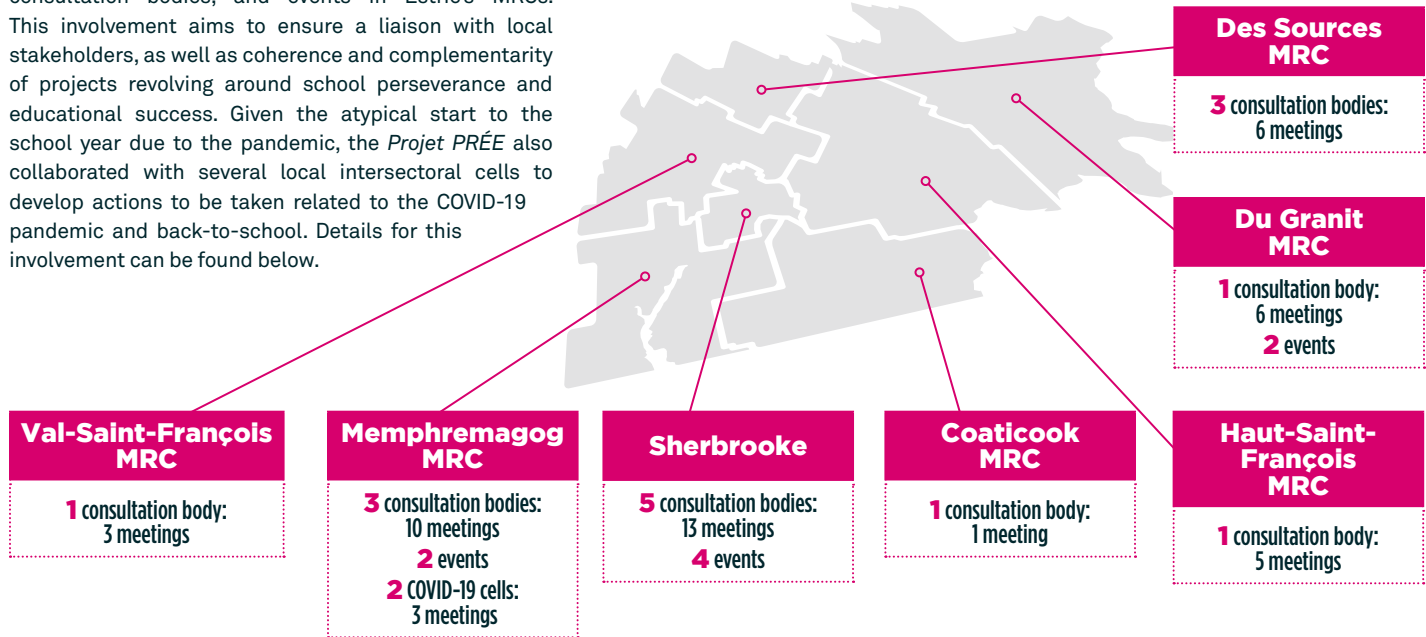 consultation bodies, and events in Estrie's MRCs.
This involvement aims to ensure a liaison with local
stakeholders, as well as coherence and complementarity
of projects revolving around school perseverance and
educational success. Given the atypical start to the
school year due to the pandemic, the Projet PRÉE also
collaborated with several local intersectoral cells to
develop actions to be taken related to the COVID-19
pandemic and back-to-school. Details for this
involvement can be found below.
Des Sources
MRC
3 consultation bodies:
6 meetings
Du Granit
MRC
1 consultation body:
6 meetings
2 events
Val-Saint-François
MRC
1 consultation body:
3 meetings
Memphremagog
MRC
3 consultation bodies:
10 meetings
2 events
2 COVID-19 cells:
3 meetings
Sherbrooke
5 consultation bodies:
13 meetings
4 events
Coaticook
MRC
1 consultation body:
1 meeting
Haut-Saint-
François
MRC
1 consultation body:
5 meetings